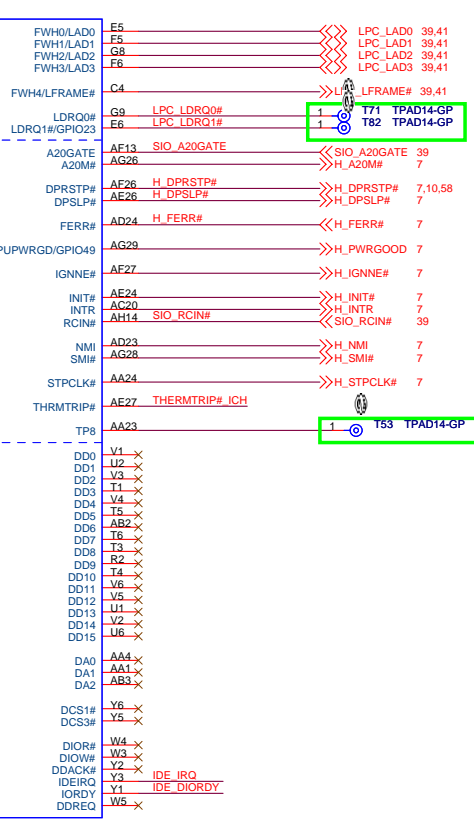 FWH0/LAD0 E5 LPC_LAD0 39,41
FWH1/LAD1 F5 LPC_LAD1 39,41
FWH2/LAD2 G8 LPC_LAD2 39,41
FWH3/LAD3 F6 LPC_LAD3 39,41
FWH4/LFRAME# C4 _LFRAME# 39,41
LDRQ0# G9 LPC_LDRQ0# 1 T71 TPAD14-GP
LDRQ1#/GPIO23 E6 LPC_LDRQ1# 1 T82 TPAD14-GP
A20GATE AF13 SIO_A20GATE SIO_A20GATE 39
A20M# AG26 H_A20M# 7
DPRSTP# AF26 H_DPRSTP# H_DPRSTP# 7,10,58
DPSLP# AE26 H_DPSLP# H_DPSLP# 7
FERR# AD24 H_FERR# H_FERR# 7
PUPWRGD/GPIO49 AG29 H_PWRGOOD 7
IGNNE# AF27 H_IGNNE# 7
INIT# AE24 H_INIT# 7
INTR AC20 H_INTR 7
RCIN# AH14 SIO_RCIN# SIO_RCIN# 39
NMI AD23 H_NMI 7
SMI# AG28 H_SMI# 7
STPCLK# AA24 H_STPCLK# 7
THRMTRIP# AE27 THERMTRIP#_ICH
TP8 AA23 1 T53 TPAD14-GP
DD0 V1
DD1 U2
DD2 V3
DD3 T1
DD4 V4
DD5 T5
DD6 AB2
DD7 T6
DD8 T3
DD9 R2
DD10 T4
DD11 V6
DD12 V5
DD13 U1
DD14 V2
DD15 U6
DA0 AA4
DA1 AA1
DA2 AB3
DCS1# Y6
DCS3# Y5
DIOR# W4
DIOW# W3
DDACK# Y2
IDEIRQ Y3 IDE_IRQ
IORDY Y1 IDE_DIORDY
DDREQ W5